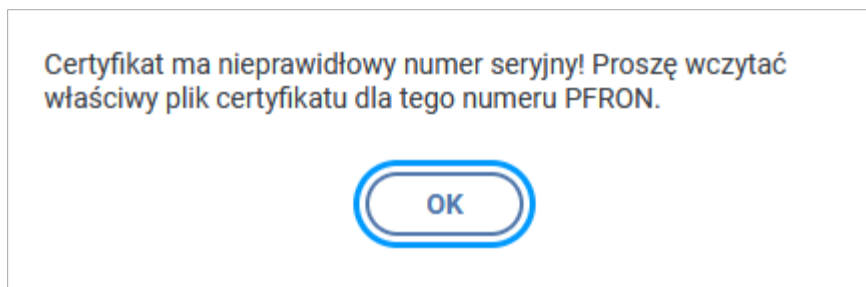 Certyfikat ma nieprawidłowy numer seryjny! Proszę wczytać
właściwy plik certyfikatu dla tego numeru PFRON.
OK